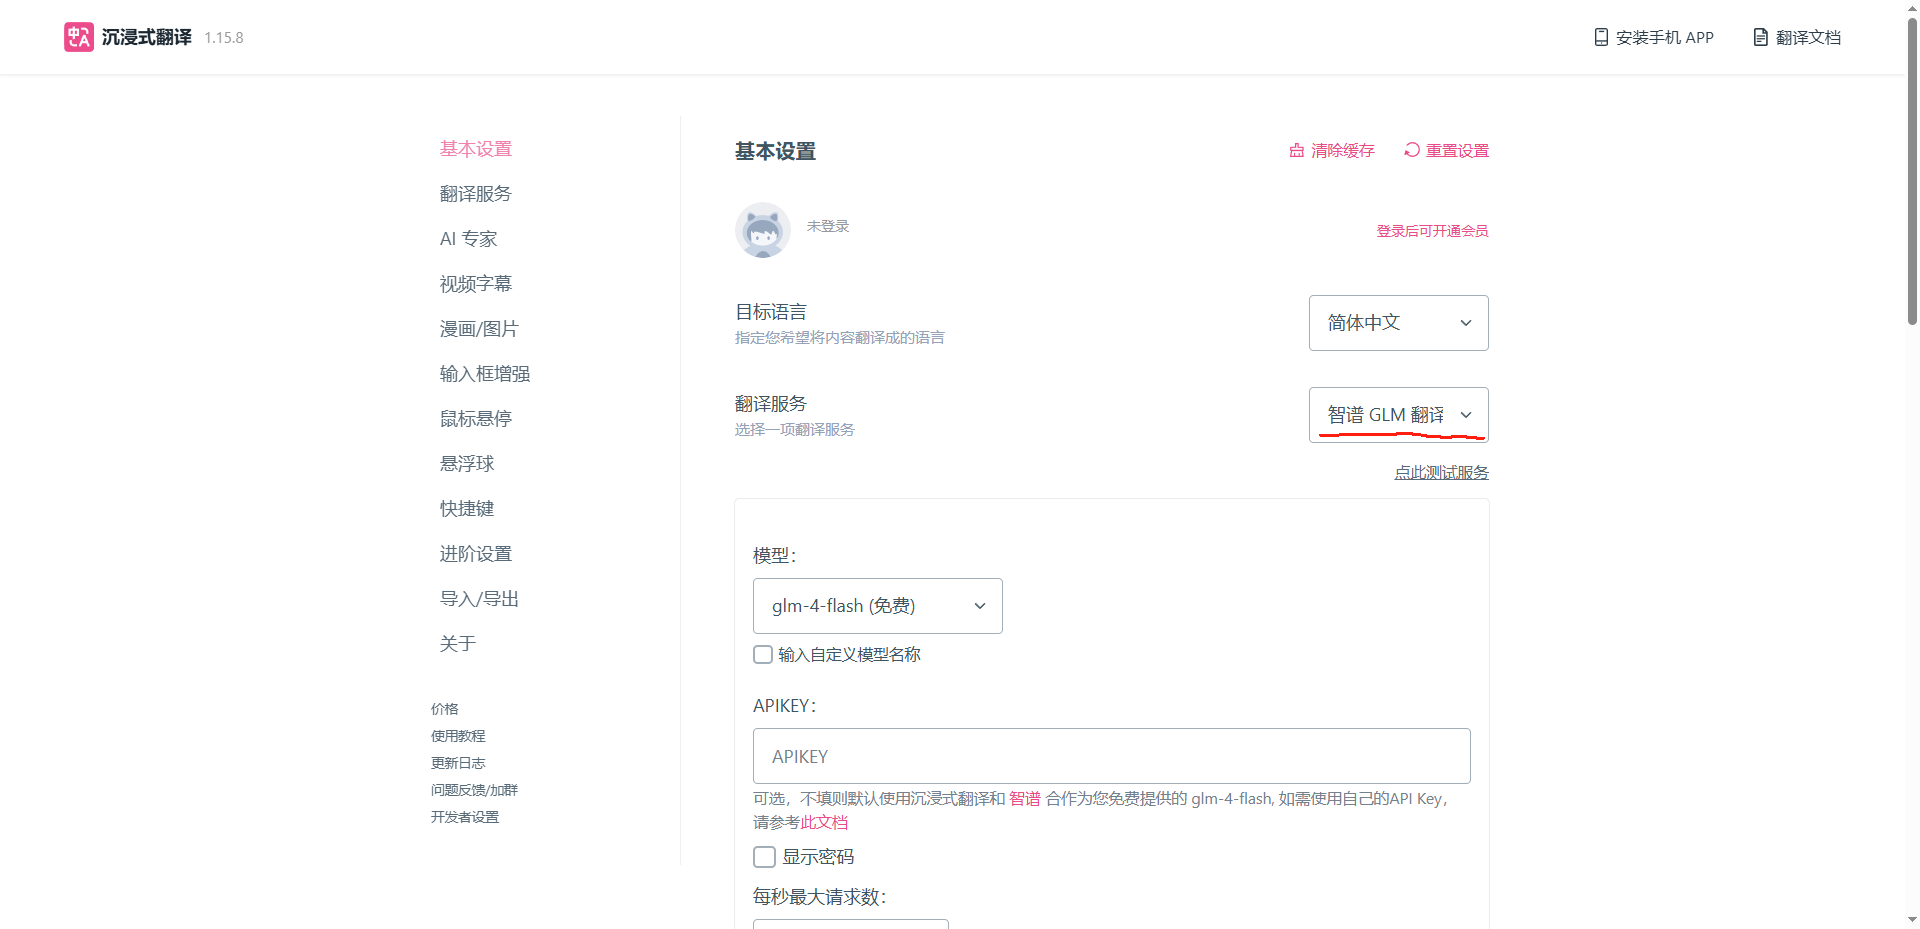 沉浸式翻译 1.15.8
安装手机 APP
翻译文档
基本设置
翻译服务
AI 专家
视频字幕
漫画/图片
输入框增强
鼠标悬停
悬浮球
快捷键
进阶设置
导入/导出
关于
价格
使用教程
更新日志
问题反馈/加群
开发者设置
基本设置
清除缓存
重置设置
未登录
登录后可开通会员
目标语言
指定您希望将内容翻译成的语言
简体中文
翻译服务
选择一项翻译服务
智谱 GLM 翻译
点此测试服务
模型：
glm-4-flash (免费)
输入自定义模型名称
APIKEY：
APIKEY
可选，不填则默认使用沉浸式翻译和 智谱 合作为您免费提供的 glm-4-flash, 如需使用自己的API Key，
请参考此文档
显示密码
每秒最大请求数：